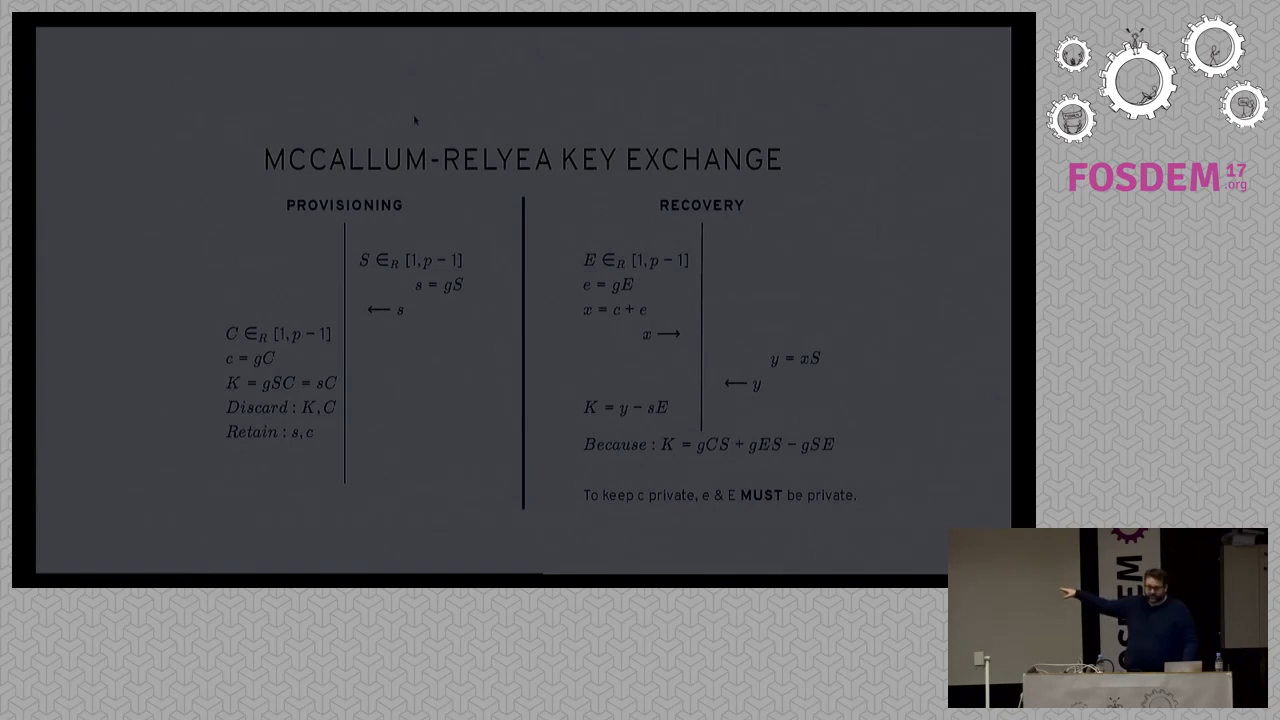 MCCALLUM-RELYEA KEY EXCHANGE
PROVISIONING
S ∈R [1, p − 1]
s = gS
⟵ s
C ∈R [1, p − 1]
c = gC
K = gSC = sC
Discard : K, C
Retain : s, c
RECOVERY
E ∈R [1, p − 1]
e = gE
x = c + e
x ⟶
y = xS
⟵ y
K = y − sE
Because : K = gCS + gES − gSE
To keep c private, e & E MUST be private.
FOSDEM 17
.org